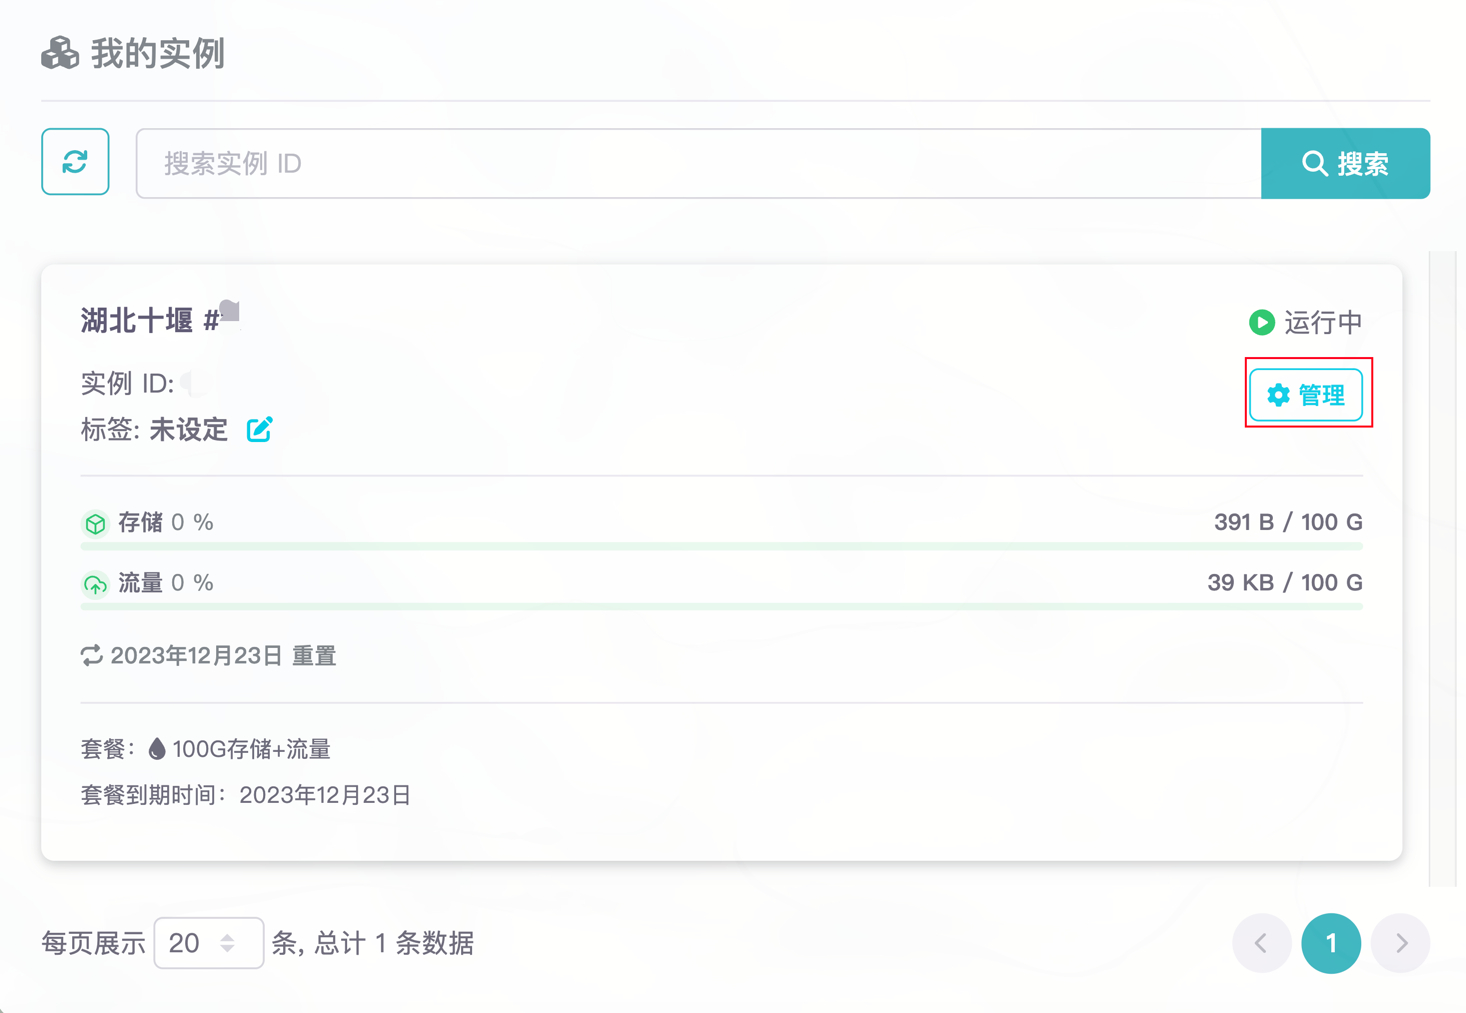 我的实例
搜索实例 ID
搜索
湖北十堰 #
运行中
实例 ID:
管理
标签: 未设定
存储 0 %
391 B / 100 G
流量 0 %
39 KB / 100 G
2023年12月23日 重置
套餐：100G存储+流量
套餐到期时间：2023年12月23日
每页展示 20 条, 总计 1 条数据
1